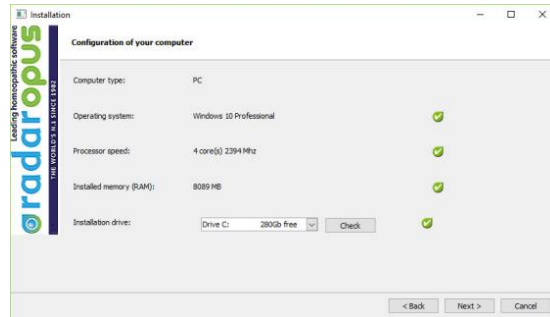 Installation
Leading homeopathic software
radaropus
THE WORLD'S N.1 SINCE 1982
Configuration of your computer
Computer type: PC
Operating system: Windows 10 Professional
Processor speed: 4 core(s) 2394 Mhz
Installed memory (RAM): 8089 MB
Installation drive: Drive C: 280Gb free Check
< Back Next > Cancel